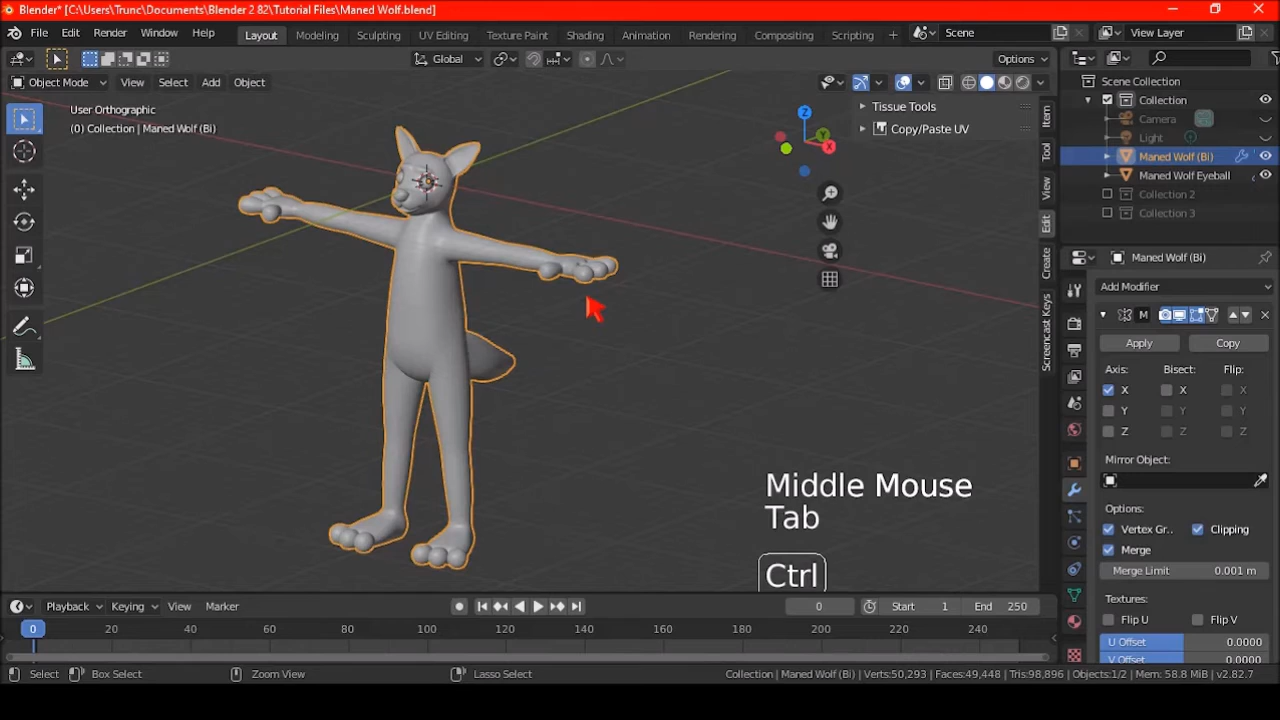 Blender* [C:\Users\Trunc\Documents\Blender 2 82\Tutorial Files\Maned Wolf.blend]
File Edit Render Window Help Layout Modeling Sculpting UV Editing Texture Paint Shading Animation Rendering Compositing Scripting + Scene View Layer
Global Options
Object Mode View Select Add Object
Scene Collection
Collection
Camera
Light
Maned Wolf (Bi)
Maned Wolf Eyeball
Collection 2
Collection 3
User Orthographic
(0) Collection | Maned Wolf (Bi)
Tissue Tools
Copy/Paste UV
Z
Y
X
Item
Tool
View
Edit
Create
Screencast Keys
Maned Wolf (Bi)
Add Modifier
M
Apply Copy
Axis: Bisect: Flip:
X X X
Y Y Y
Z Z Z
Mirror Object:
Options:
Vertex Gr... Clipping
Merge
Merge Limit 0.001 m
Textures:
Flip U Flip V
U Offset 0.0000
V Offset 0.0000
Middle Mouse
Tab
Ctrl
Playback Keying View Marker 0 Start 1 End 250
0 20 40 60 80 100 120 140 160 180 200 220 240
Select Box Select Zoom View Lasso Select Collection | Maned Wolf (Bi) | Verts:50,293 | Faces:49,448 | Tris:98,896 | Objects:1/2 | Mem: 58.8 MiB | v2.82.7